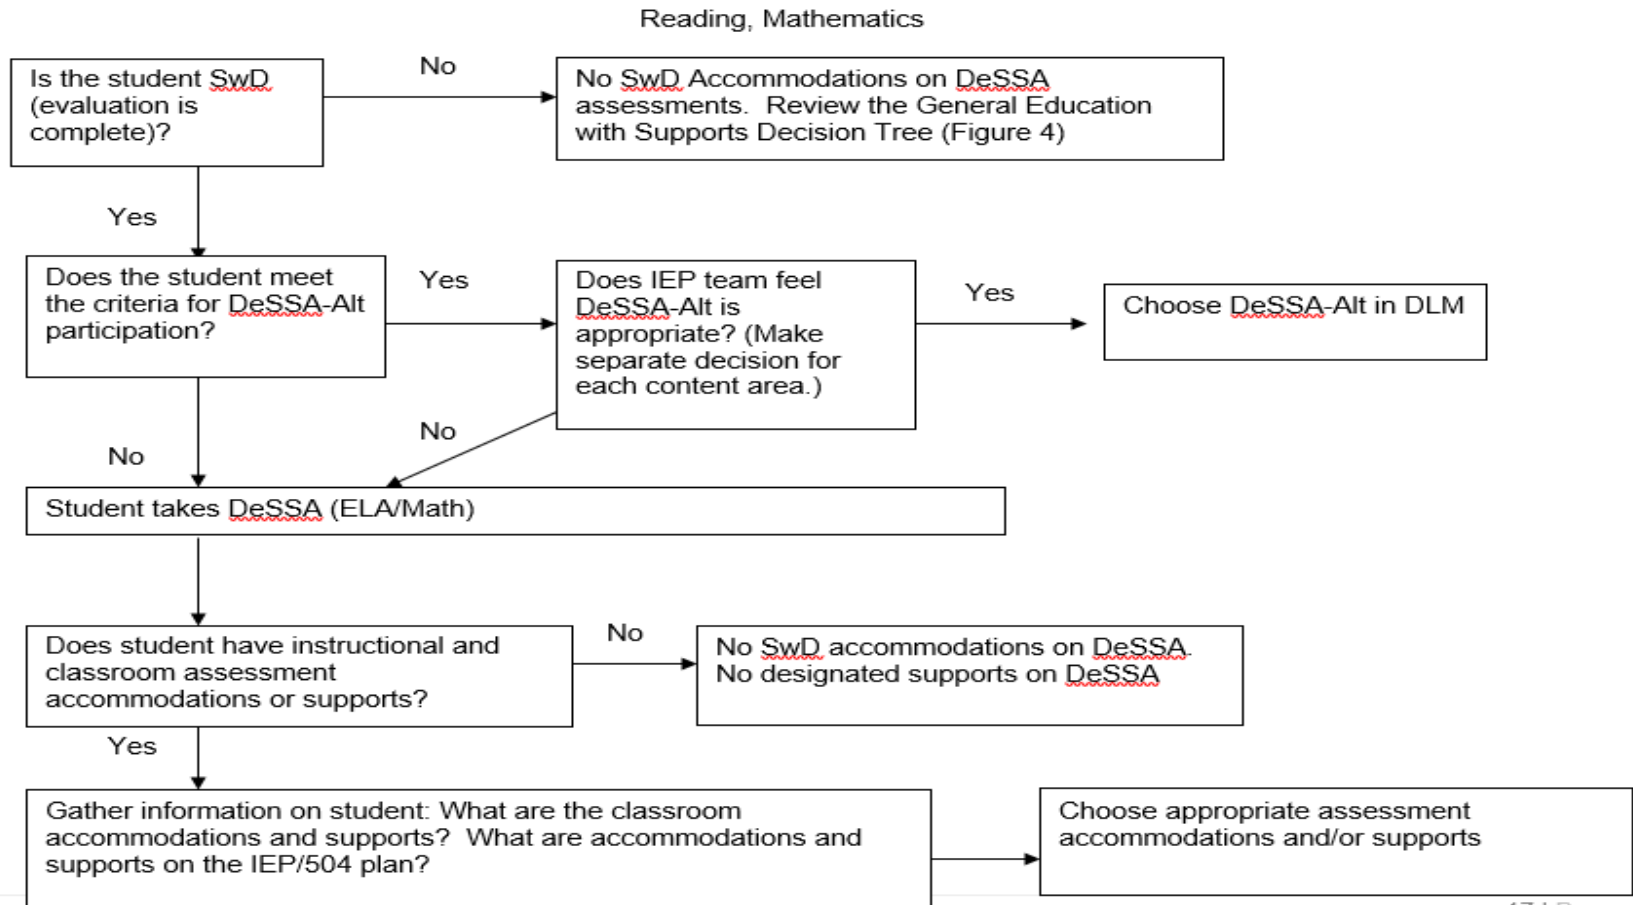 Reading, Mathematics
Is the student SwD
(evaluation is
complete)?
No
No SwD Accommodations on DeSSA
assessments.  Review the General Education
with Supports Decision Tree (Figure 4)
Yes
Does the student meet
the criteria for DeSSA-Alt
participation?
Yes
Does IEP team feel
DeSSA-Alt is
appropriate? (Make
separate decision for
each content area.)
Yes
Choose DeSSA-Alt in DLM
No
No
Student takes DeSSA (ELA/Math)
Does student have instructional and
classroom assessment
accommodations or supports?
No
No SwD accommodations on DeSSA.
No designated supports on DeSSA
Yes
Gather information on student: What are the classroom
accommodations and supports?  What are accommodations and
supports on the IEP/504 plan?
Choose appropriate assessment
accommodations and/or supports